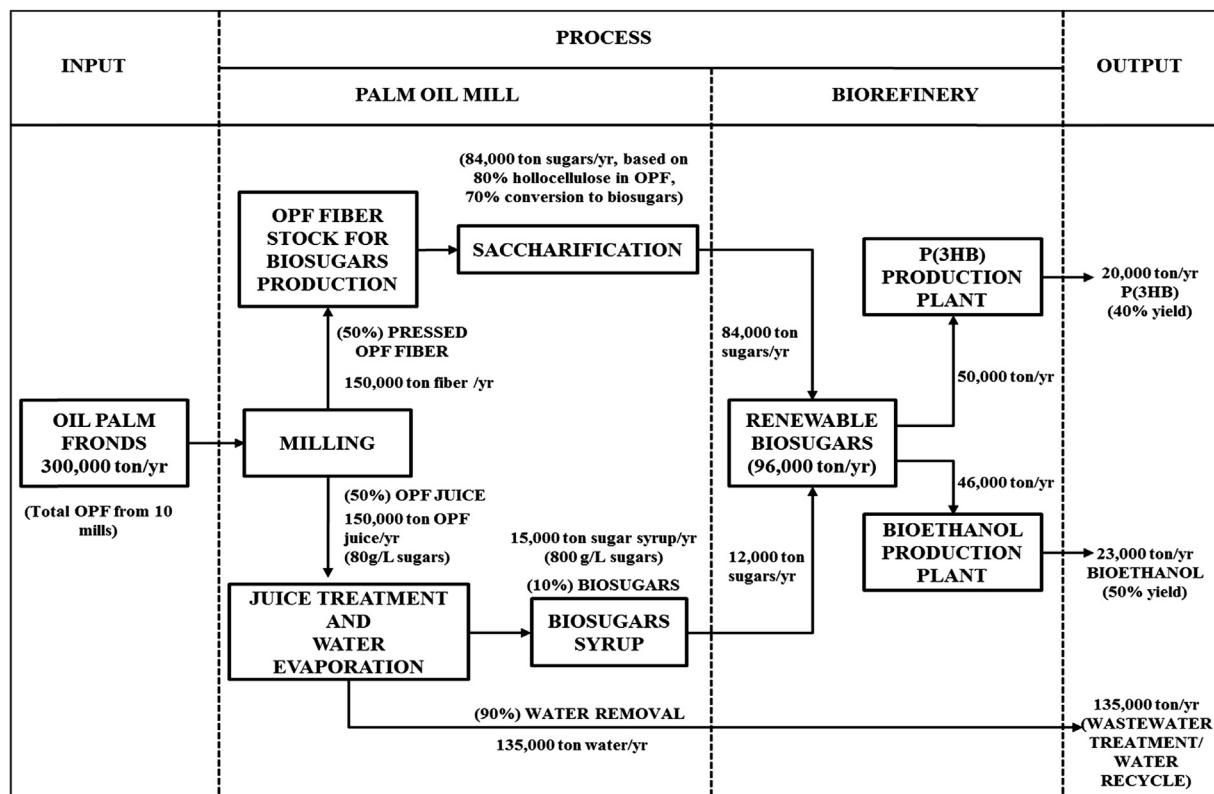 INPUT
PROCESS
OUTPUT
PALM OIL MILL
BIOREFINERY
(84,000 ton sugars/yr, based on
80% hollocellulose in OPF,
70% conversion to biosugars)
OPF FIBER
STOCK FOR
BIOSUGARS
PRODUCTION
SACCHARIFICATION
P(3HB)
PRODUCTION
PLANT
20,000 ton/yr
P(3HB)
(40% yield)
(50%) PRESSED
OPF FIBER
150,000 ton fiber /yr
84,000 ton
sugars/yr
50,000 ton/yr
OIL PALM
FRONDS
300,000 ton/yr
(Total OPF from 10
mills)
MILLING
RENEWABLE
BIOSUGARS
(96,000 ton/yr)
46,000 ton/yr
(50%) OPF JUICE
150,000 ton OPF
juice/yr
(80g/L sugars)
15,000 ton sugar syrup/yr
(800 g/L sugars)
(10%) BIOSUGARS
12,000 ton
sugars/yr
BIOETHANOL
PRODUCTION
PLANT
23,000 ton/yr
BIOETHANOL
(50% yield)
JUICE TREATMENT
AND
WATER
EVAPORATION
BIOSUGARS
SYRUP
(90%) WATER REMOVAL
135,000 ton water/yr
135,000 ton/yr
(WASTEWATER
TREATMENT/
WATER
RECYCLE)